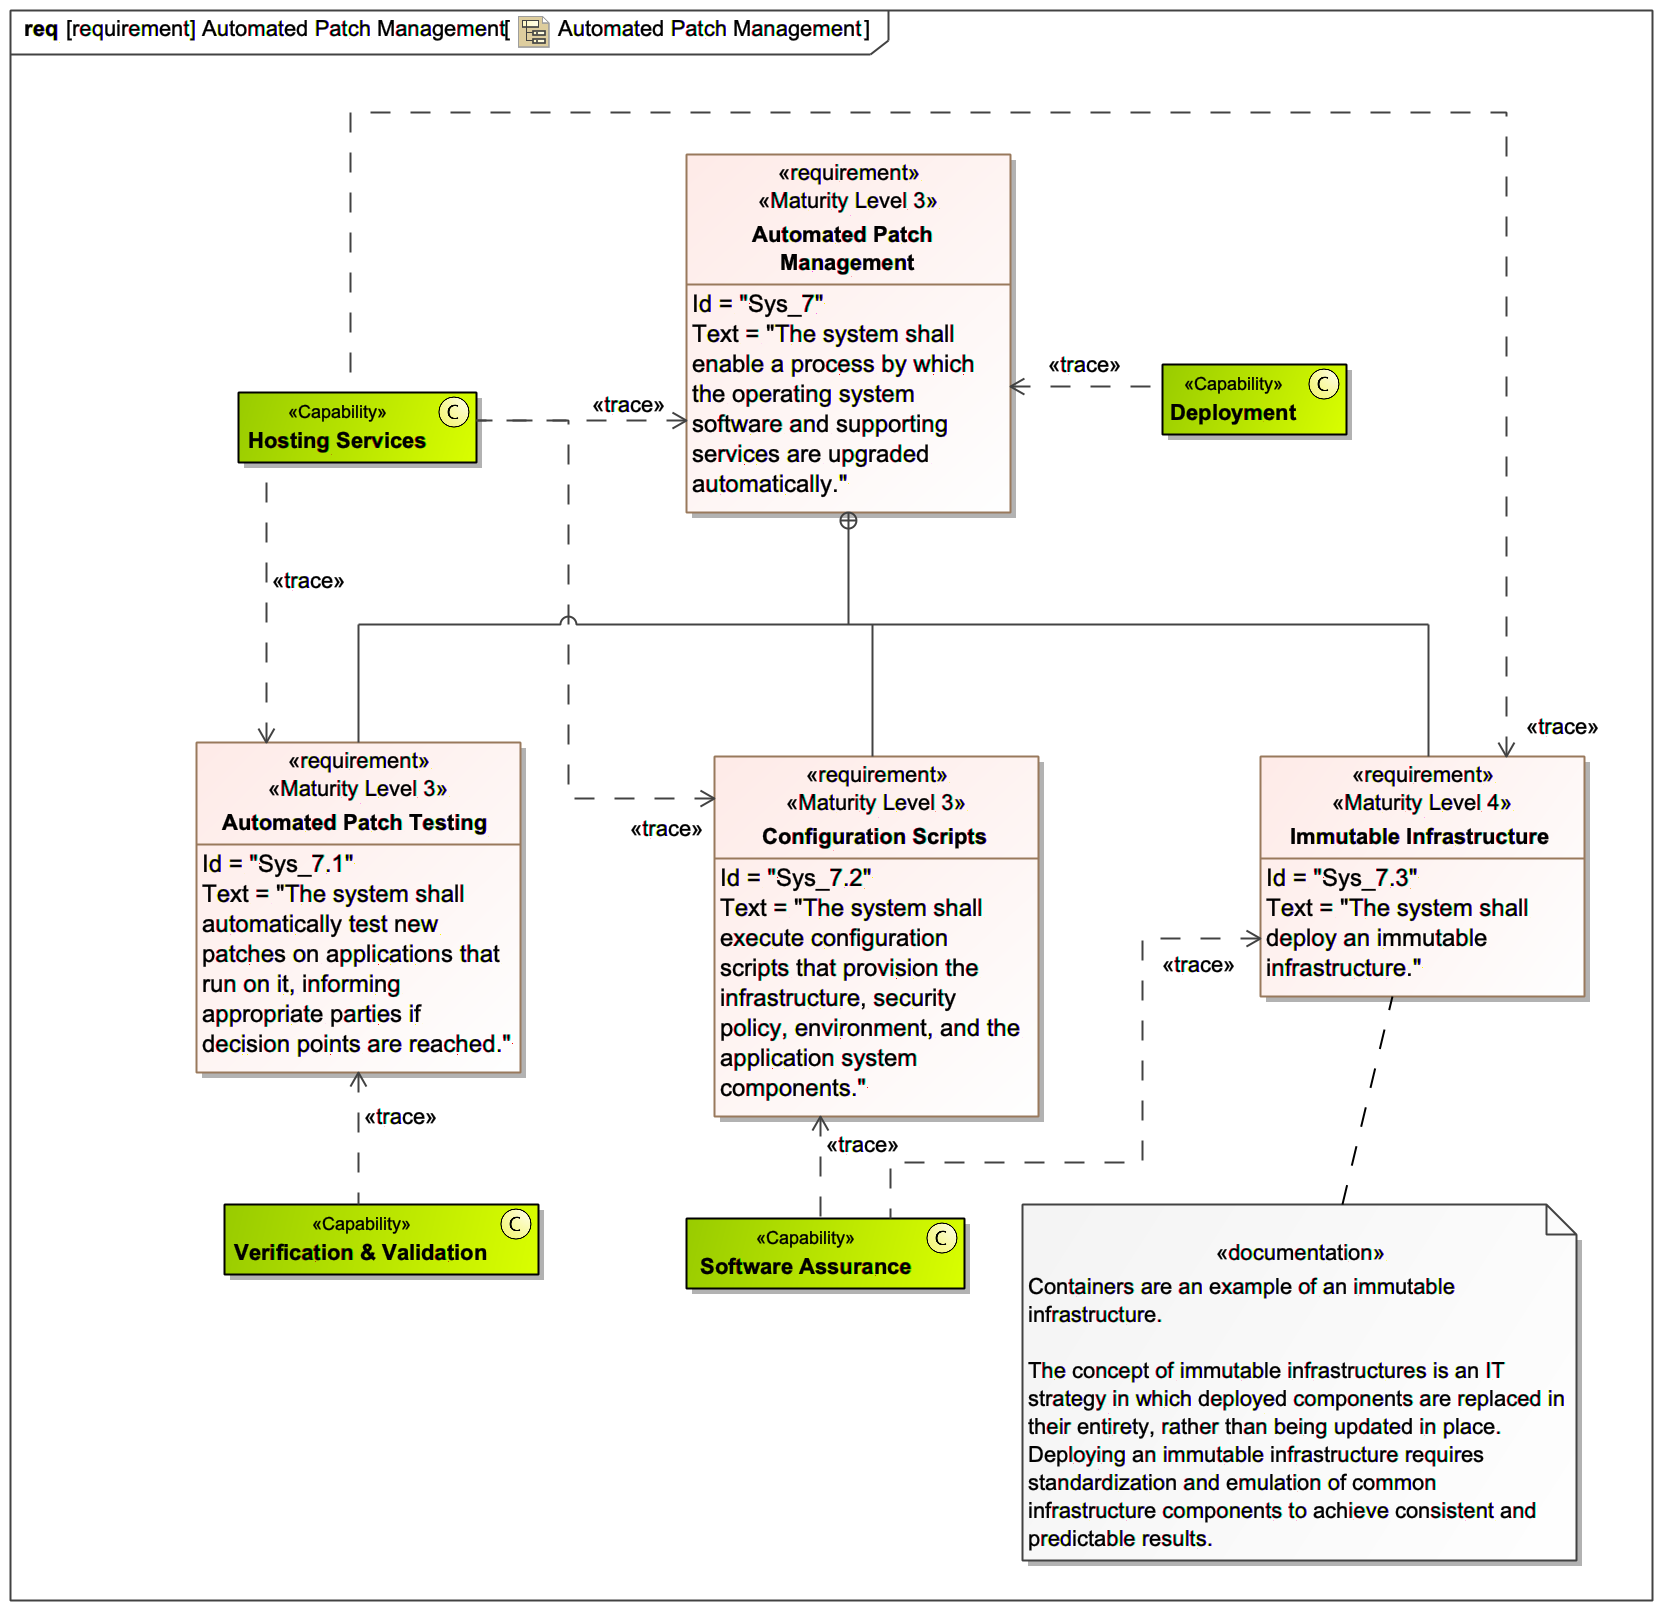 req [requirement] Automated Patch Management[ Automated Patch Management]
«requirement»
«Maturity Level 3»
Automated Patch
Management
Id = "Sys_7"
Text = "The system shall
enable a process by which
the operating system
software and supporting
services are upgraded
automatically."
«trace»
«Capability»
C
Deployment
«Capability»
C
Hosting Services
«trace»
«trace»
«trace»
«requirement»
«Maturity Level 3»
Automated Patch Testing
Id = "Sys_7.1"
Text = "The system shall
automatically test new
patches on applications that
run on it, informing
appropriate parties if
decision points are reached."
«trace»
«requirement»
«Maturity Level 3»
Configuration Scripts
Id = "Sys_7.2"
Text = "The system shall
execute configuration
scripts that provision the
infrastructure, security
policy, environment, and the
application system
components."
«requirement»
«Maturity Level 4»
Immutable Infrastructure
Id = "Sys_7.3"
Text = "The system shall
deploy an immutable
infrastructure."
«trace»
«trace»
«trace»
«Capability»
C
Verification & Validation
«Capability»
C
Software Assurance
«documentation»
Containers are an example of an immutable
infrastructure.
The concept of immutable infrastructures is an IT
strategy in which deployed components are replaced in
their entirety, rather than being updated in place.
Deploying an immutable infrastructure requires
standardization and emulation of common
infrastructure components to achieve consistent and
predictable results.